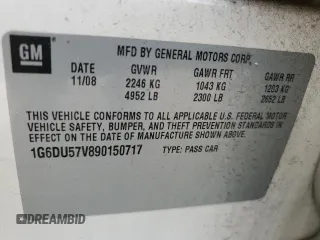 GM
MFD BY GENERAL MOTORS CORP.
DATE GVWR GAWR FRT GAWR RR
11/08 2246 KG 1043 KG 1203 KG
4952 LB 2300 LB 2652 LB
THIS VEHICLE CONFORMS TO ALL APPLICABLE U.S. FEDERAL MOTOR
VEHICLE SAFETY, BUMPER, AND THEFT PREVENTION STANDARDS IN
EFFECT ON THE DATE OF MANUFACTURE SHOWN ABOVE.
1G6DU57V890150717 TYPE: PASS CAR
DREAMBID